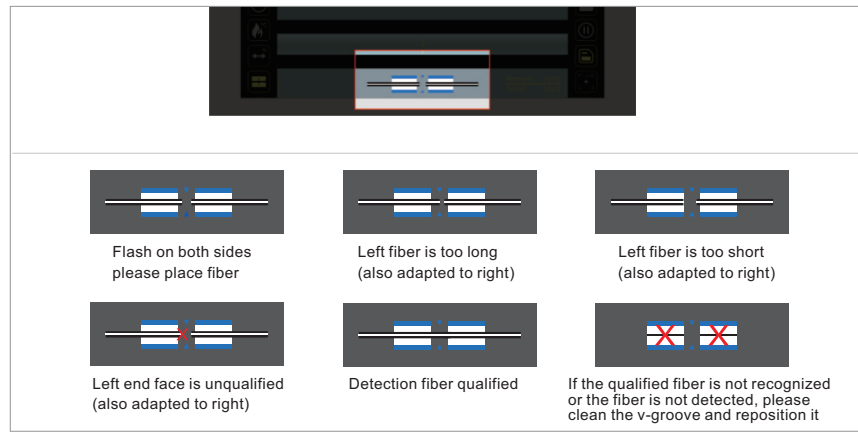 Flash on both sides
please place fiber
Left fiber is too long
(also adapted to right)
Left fiber is too short
(also adapted to right)
Left end face is unqualified
(also adapted to right)
Detection fiber qualified
If the qualified fiber is not recognized
or the fiber is not detected, please
clean the v-groove and reposition it